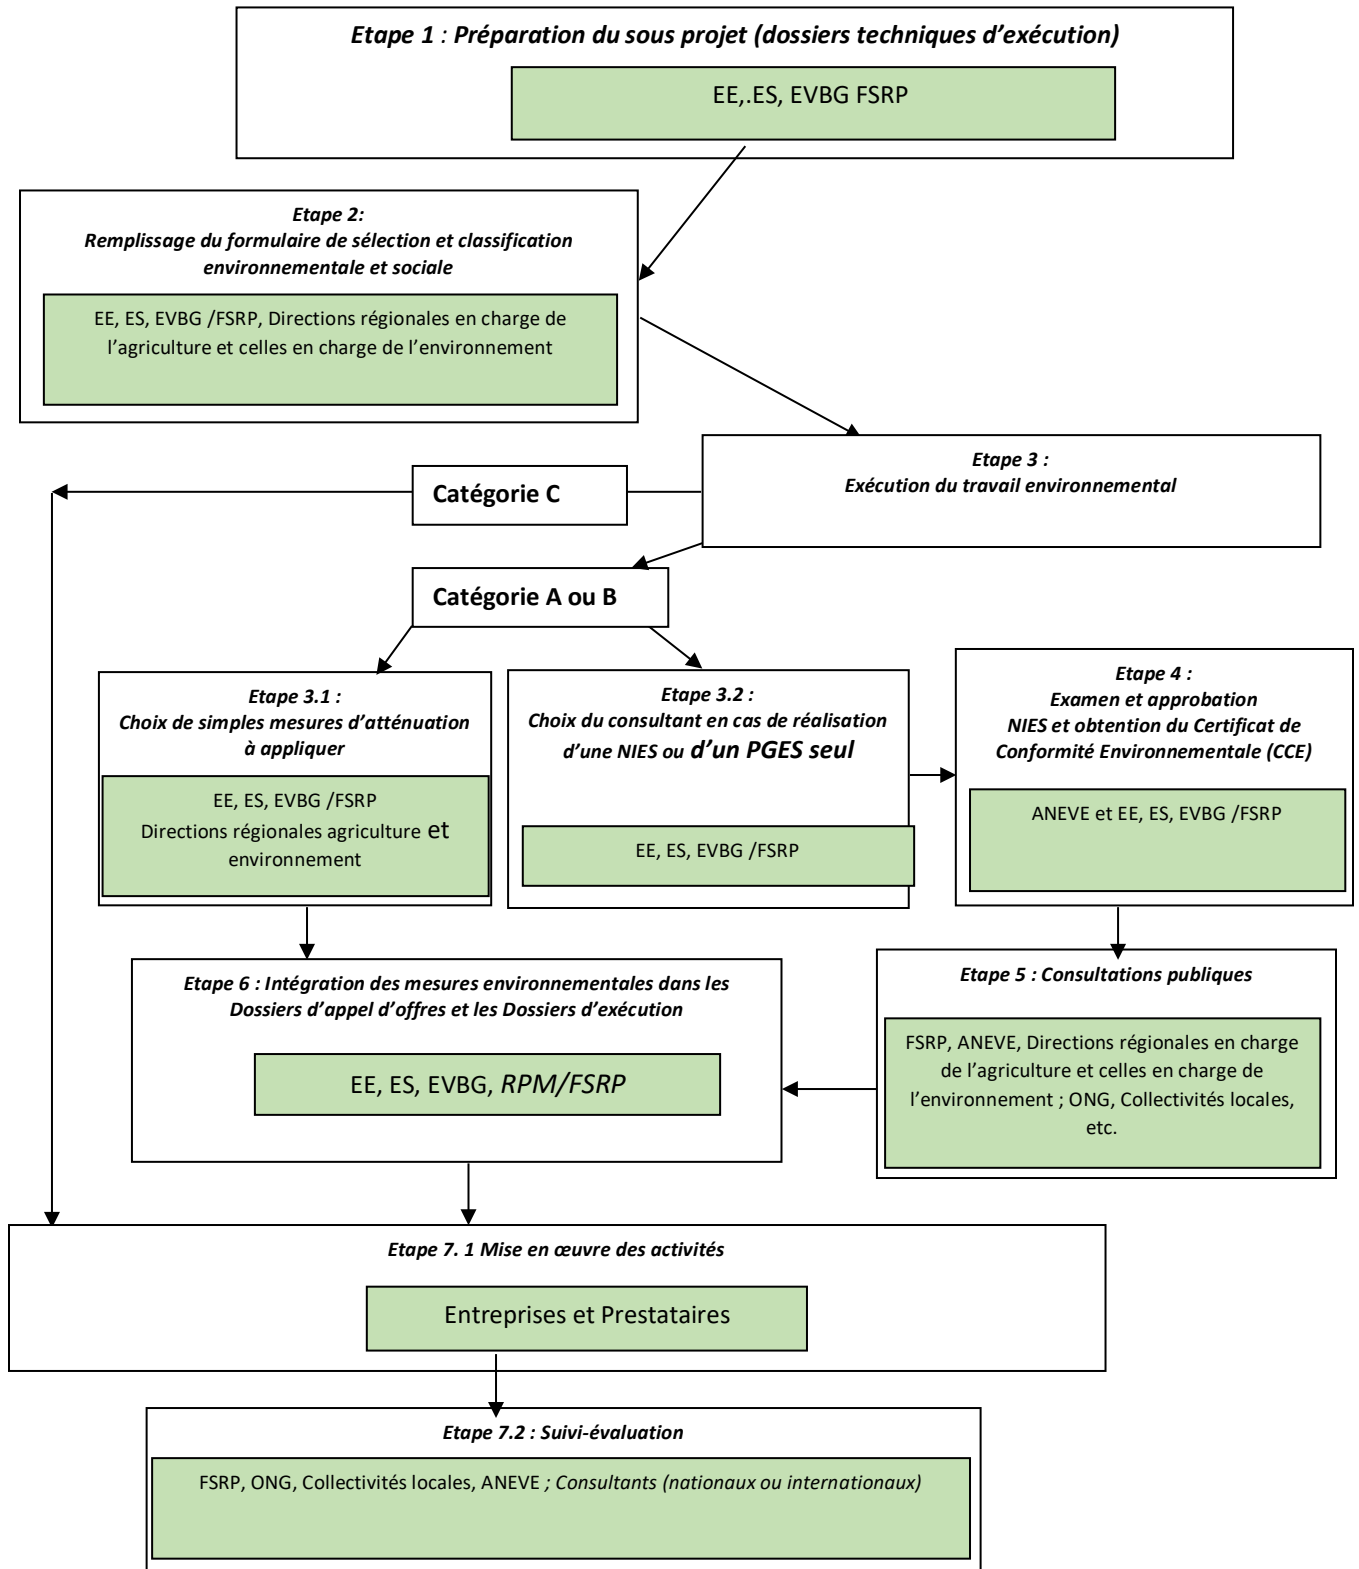 Etape 1 : Préparation du sous projet (dossiers techniques d’exécution)
EE,.ES, EVBG FSRP
Etape 2:
Remplissage du formulaire de sélection et classification
environnementale et sociale
EE, ES, EVBG /FSRP, Directions régionales en charge de
l’agriculture et celles en charge de l’environnement
Etape 3 :
Exécution du travail environnemental
Catégorie C
Catégorie A ou B
Etape 3.1 :
Choix de simples mesures d’atténuation
à appliquer
EE, ES, EVBG /FSRP
Directions régionales agriculture et
environnement
Etape 3.2 :
Choix du consultant en cas de réalisation
d’une NIES ou d’un PGES seul
EE, ES, EVBG /FSRP
Etape 4 :
Examen et approbation
NIES et obtention du Certificat de
Conformité Environnementale (CCE)
ANEVE et EE, ES, EVBG /FSRP
Etape 5 : Consultations publiques
FSRP, ANEVE, Directions régionales en charge
de l’agriculture et celles en charge de
l’environnement ; ONG, Collectivités locales,
etc.
Etape 6 : Intégration des mesures environnementales dans les
Dossiers d’appel d’offres et les Dossiers d’exécution
EE, ES, EVBG, RPM/FSRP
Etape 7. 1 Mise en œuvre des activités
Entreprises et Prestataires
Etape 7.2 : Suivi-évaluation
FSRP, ONG, Collectivités locales, ANEVE ; Consultants (nationaux ou internationaux)